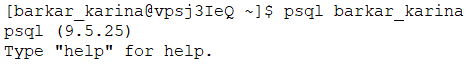 [barkar_karina@vpsj3IeQ ~]$ psql barkar_karina
psql (9.5.25)
Type "help" for help.